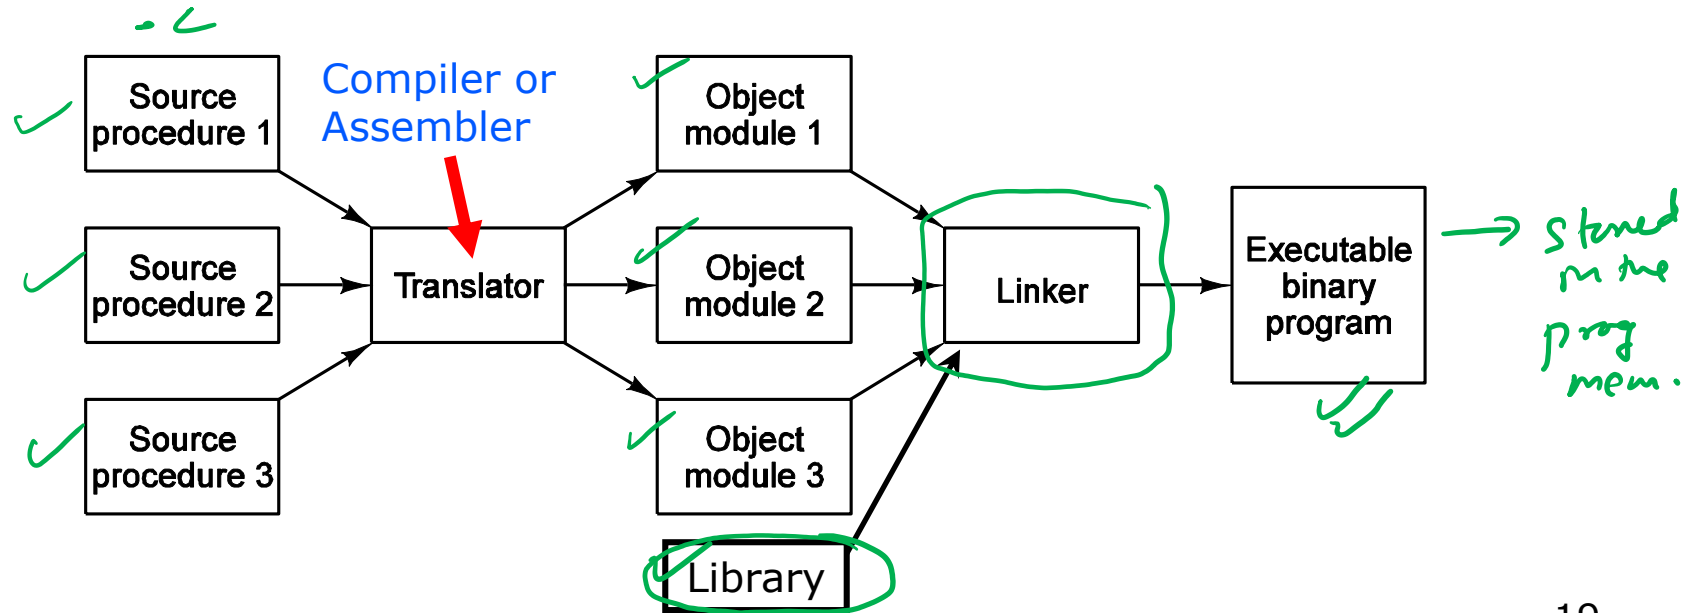 .c
Source
procedure 1
Compiler or
Assembler
Object
module 1
Source
procedure 2
Translator
Object
module 2
Linker
Executable
binary
program
stored
in the
prog
mem.
Source
procedure 3
Object
module 3
Library